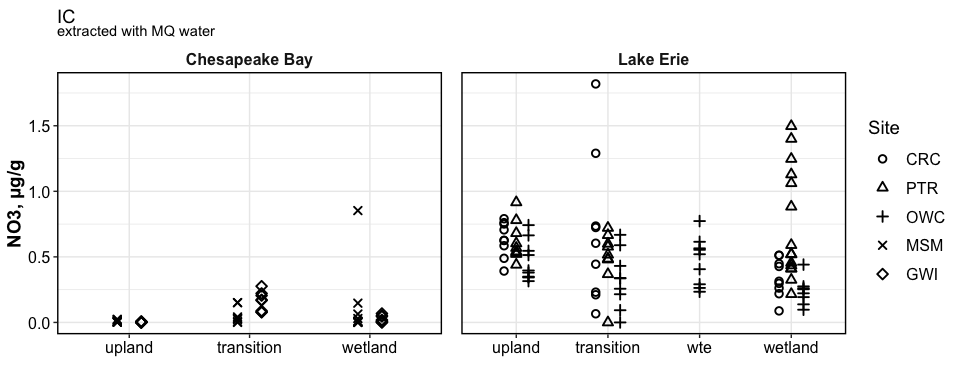 IC
extracted with MQ water
Chesapeake Bay
Lake Erie
NO3, µg/g
1.5
1.0
0.5
0.0
upland
transition
wetland
upland
transition
wte
wetland
Site
CRC
PTR
OWC
MSM
GWI